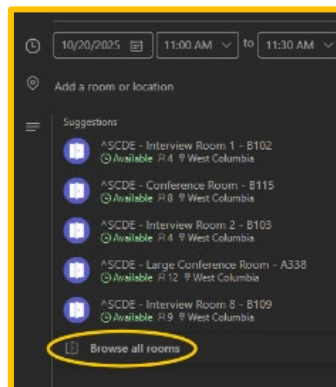 10/20/2025 11:00 AM to 11:30 AM
Add a room or location
Suggestions
^SCDE - Interview Room 1 - B102
Available 4 West Columbia
^SCDE - Conference Room - B115
Available 8 West Columbia
^SCDE - Interview Room 2 - B103
Available 4 West Columbia
^SCDE - Large Conference Room - A338
Available 12 West Columbia
^SCDE - Interview Room 8 - B109
Available 9 West Columbia
Browse all rooms